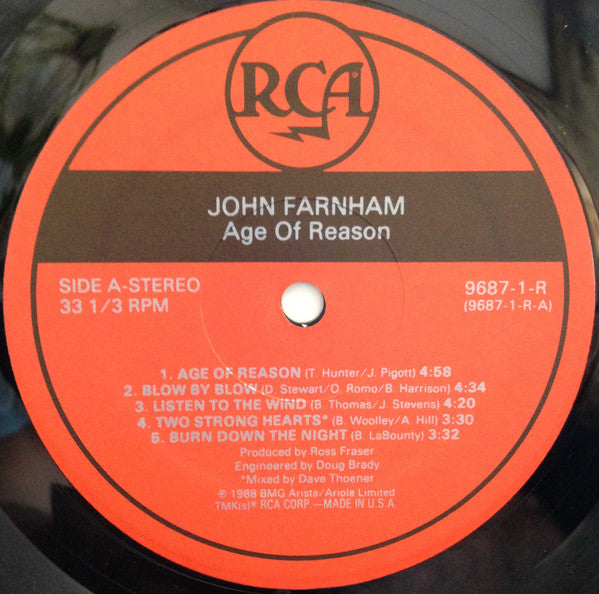 RCA
JOHN FARNHAM
Age Of Reason
SIDE A-STEREO
33 1/3 RPM
9687-1-R
(9687-1-R-A)
1. AGE OF REASON (T. Hunter/J. Pigott) 4:58
2. BLOW BY BLOW (D. Stewart/O. Romo/B. Harrison) 4:34
3. LISTEN TO THE WIND (B. Thomas/J. Stevens) 4:20
4. TWO STRONG HEARTS* (B. Woolley/A. Hill) 3:30
5. BURN DOWN THE NIGHT (B. LaBounty) 3:32
Produced by Ross Fraser
Engineered by Doug Brady
*Mixed by Dave Thoener
℗ 1988 BMG Arista/Ariola Limited
TMK(s)® RCA CORP.—MADE IN U.S.A.